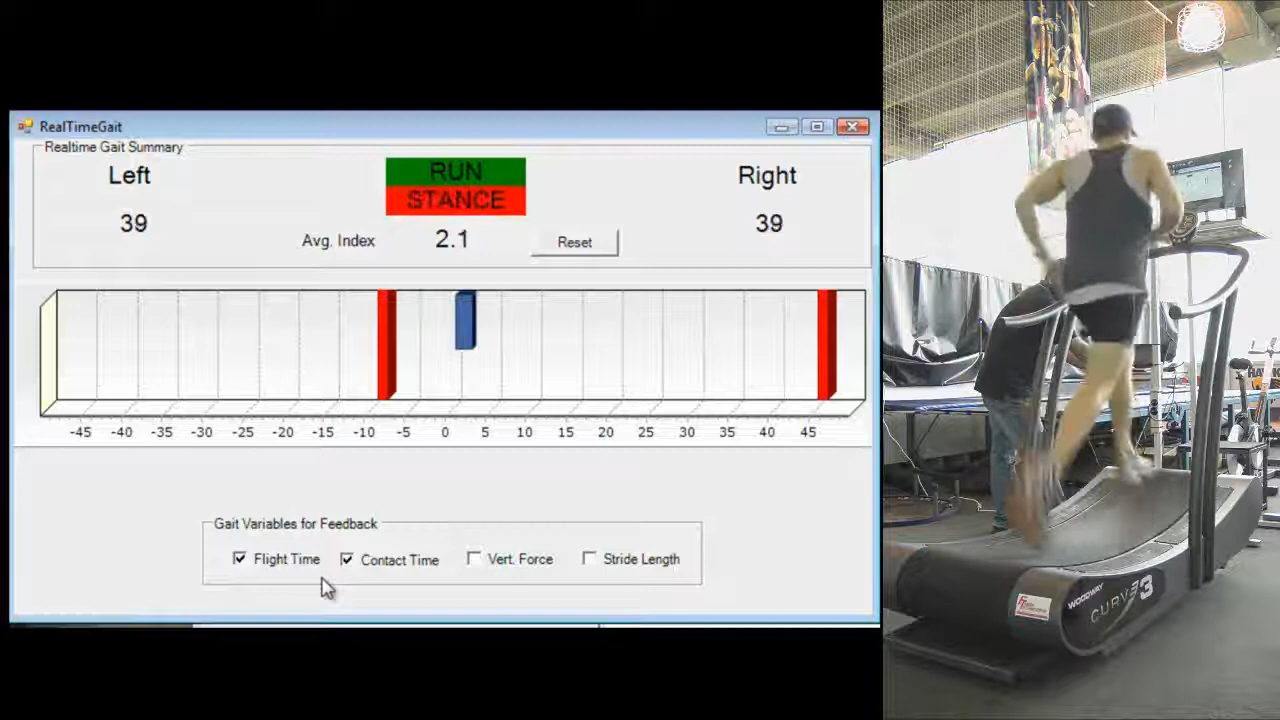 RealTimeGait
Realtime Gait Summary
Left
RUN
Right
STANCE
39
39
Avg. Index
2.1
Reset
-45 -40 -35 -30 -25 -20 -15 -10 -5 0 5 10 15 20 25 30 35 40 45
Gait Variables for Feedback
Flight Time Contact Time Vert. Force Stride Length
WOODWAY
CURVE 3